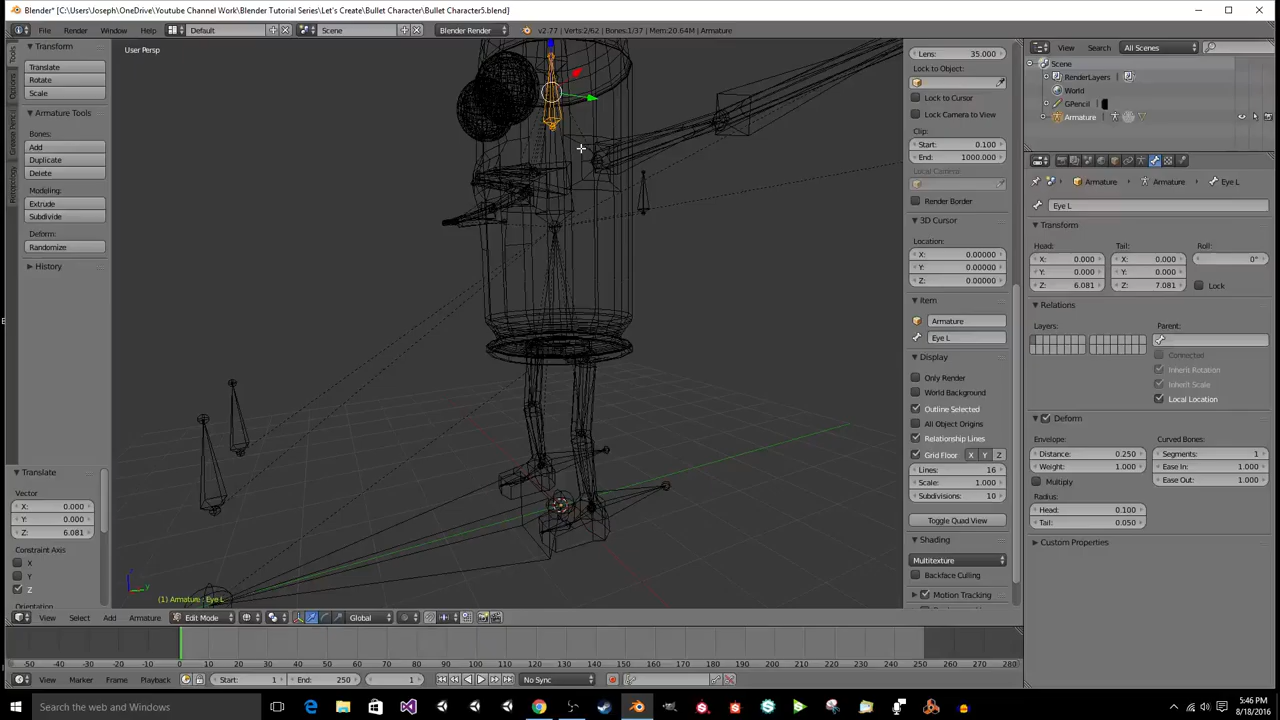 Blender* [C:\Users\Joseph\OneDrive\Youtube Channel Work\Blender Tutorial Series\Let's Create\Bullet Character\Bullet Character5.blend]
File Render Window Help Default Scene Blender Render v2.77 | Verts:2/62 | Bones:1/37 | Mem:20.64M | Armature
View Search All Scenes
Transform
Translate
Rotate
Scale
Armature Tools
Bones:
Add
Duplicate
Delete
Modeling:
Extrude
Subdivide
Deform:
Randomize
History
Tools
Options
Grease Pencil
Translate
Vector
X: 0.000
Y: 0.000
Z: 6.081
Constraint Axis
X
Y
Z
Orientation
User Persp
(1) Armature : Eye L
Lens: 35.000
Lock to Object:
Lock to Cursor
Lock Camera to View
Clip:
Start: 0.100
End: 1000.000
Local Camera:
Render Border
3D Cursor
Location:
X: 0.00000
Y: 0.00000
Z: 0.00000
Item
Armature
Eye L
Display
Only Render
World Background
Outline Selected
All Object Origins
Relationship Lines
Grid Floor X Y Z
Lines: 16
Scale: 1.000
Subdivisions: 10
Toggle Quad View
Shading
Multitexture
Backface Culling
Motion Tracking
Scene
RenderLayers
World
GPencil
Armature
Armature Armature Eye L
Eye L
Transform
Head: Tail: Roll:
X: 0.000 X: 0.000 0°
Y: 0.000 Y: 0.000
Z: 6.081 Z: 7.081 Lock
Relations
Layers: Parent:
Connected
Inherit Rotation
Inherit Scale
Local Location
Deform
Envelope: Curved Bones:
Distance: 0.250 Segments: 1
Weight: 1.000 Ease In: 1.000
Multiply Ease Out: 1.000
Radius:
Head: 0.100
Tail: 0.050
Custom Properties
View Select Add Armature Edit Mode Global
-50 -40 -30 -20 -10 0 10 20 30 40 50 60 70 80 90 100 110 120 130 140 150 160 170 180 190 200 210 220 230 240 250 260 270 280
View Marker Frame Playback Start: 1 End: 250 1 No Sync
Search the web and Windows
5:46 PM
8/18/2016